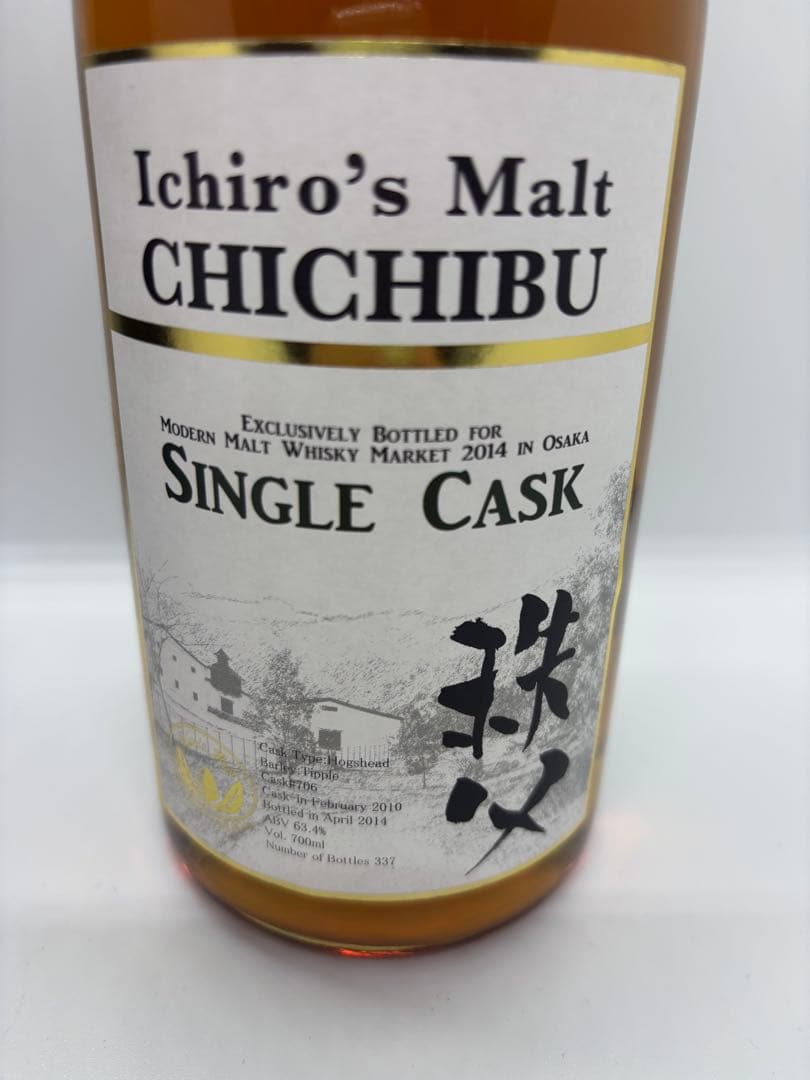 Ichiro's Malt
CHICHIBU
EXCLUSIVELY BOTTLED FOR
MODERN MALT WHISKY MARKET 2014 IN OSAKA
SINGLE CASK
秩父
Cask Type:Hogshead
Barley:Tipple
Cask#706
Cask-in February 2010
Bottled in April 2014
ABV 63.4%
Vol. 700ml
Number of Bottles 337